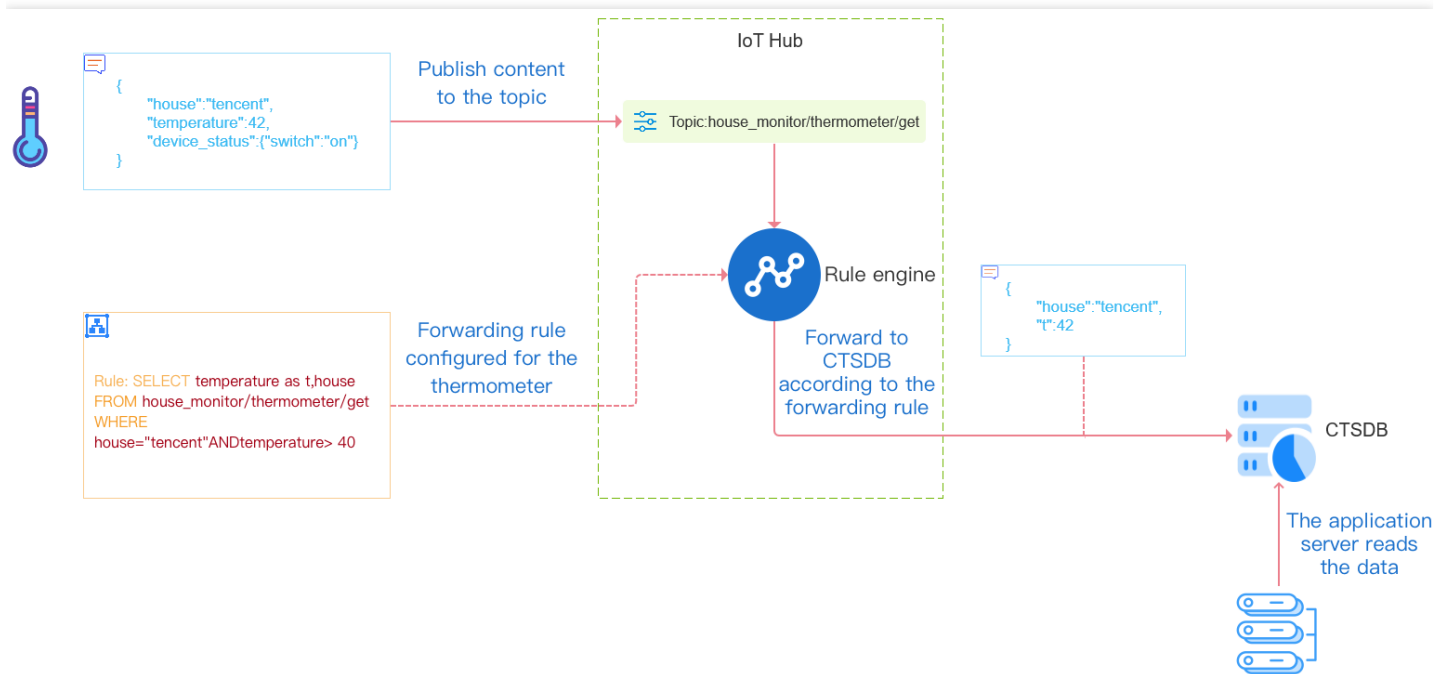 IoT Hub
{
"house":"tencent",
"temperature":42,
"device_status":{"switch":"on"}
}
Publish content
to the topic
Topic:house_monitor/thermometer/get
Rule engine
Rule: SELECT temperature as t,house
FROM house_monitor/thermometer/get
WHERE
house="tencent"ANDtemperature> 40
Forwarding rule
configured for the
thermometer
Forward to
CTSDB
according to the
forwarding rule
{
"house":"tencent",
"t":42
}
CTSDB
The application
server reads
the data